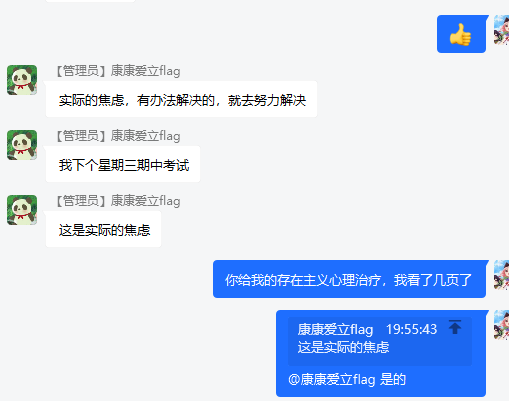 【管理员】康康爱立flag
实际的焦虑，有办法解决的，就去努力解决
【管理员】康康爱立flag
我下个星期三期中考试
【管理员】康康爱立flag
这是实际的焦虑
你给我的存在主义心理治疗，我看了几页了
康康爱立flag 19:55:43
这是实际的焦虑
@康康爱立flag 是的